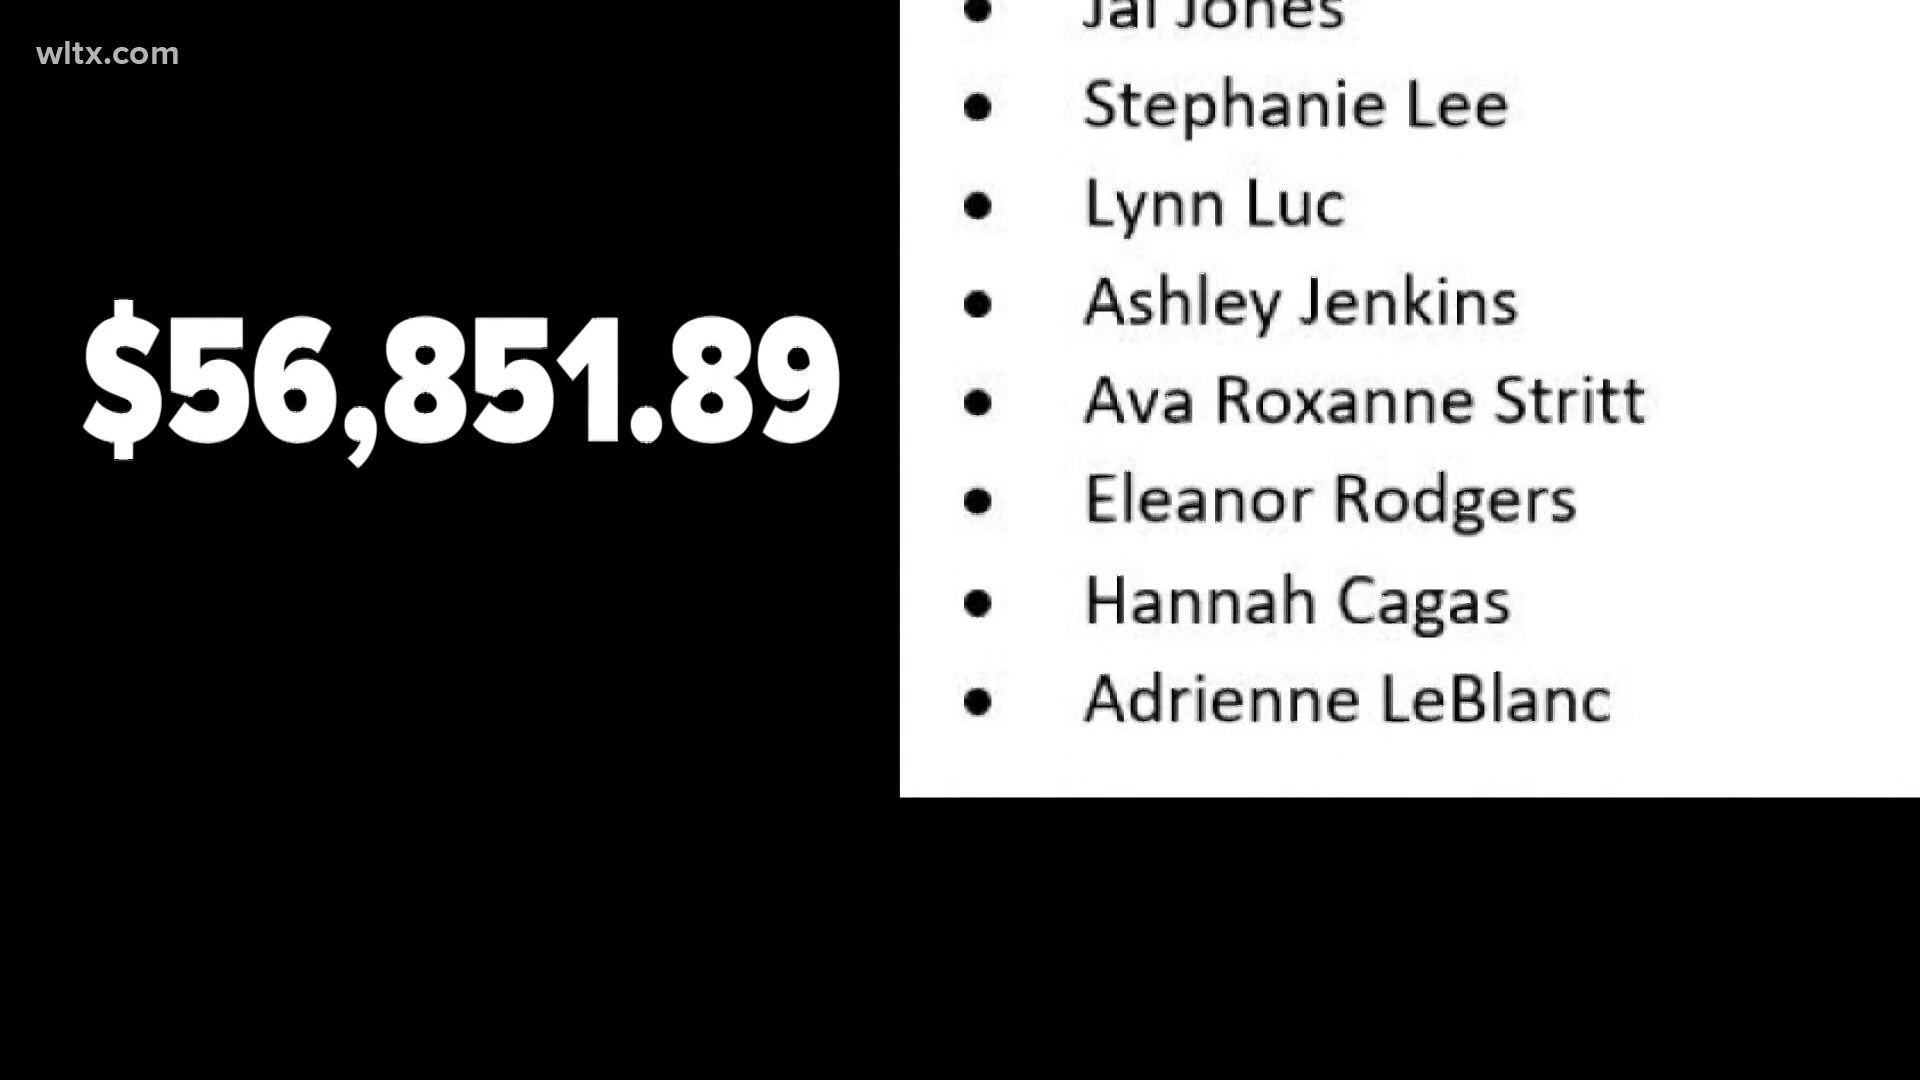 wltx.com
$56,851.89
• Jai Jones
• Stephanie Lee
• Lynn Luc
• Ashley Jenkins
• Ava Roxanne Stritt
• Eleanor Rodgers
• Hannah Cagas
• Adrienne LeBlanc